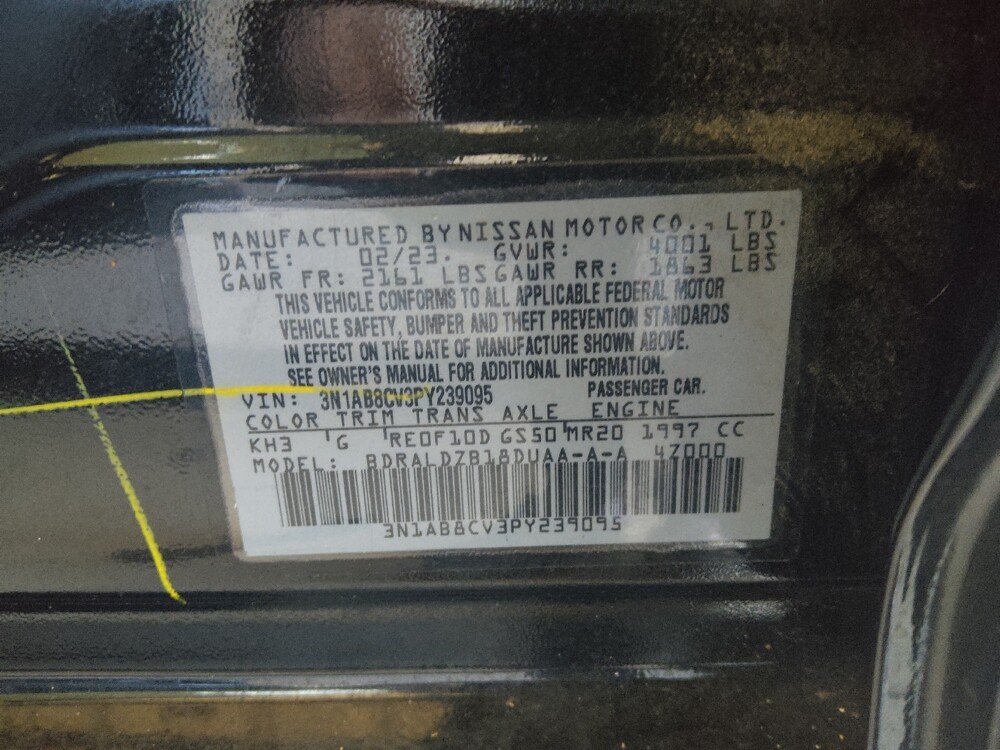 MANUFACTURED BY NISSAN MOTOR CO., LTD.
DATE: 02/23. GVWR: 4001 LBS
GAWR FR: 2161 LBS GAWR RR: 1863 LBS
THIS VEHICLE CONFORMS TO ALL APPLICABLE FEDERAL MOTOR
VEHICLE SAFETY, BUMPER AND THEFT PREVENTION STANDARDS
IN EFFECT ON THE DATE OF MANUFACTURE SHOWN ABOVE.
SEE OWNER'S MANUAL FOR ADDITIONAL INFORMATION.
VIN: 3N1AB8CV3PY239095 PASSENGER CAR.
COLOR TRIM TRANS AXLE ENGINE
KH3 'G 'RE0F10D GS50'MR20 1997 CC
MODEL: BDRALDZB18DUAA-A-A 47000
3N1AB8CV3PY239095